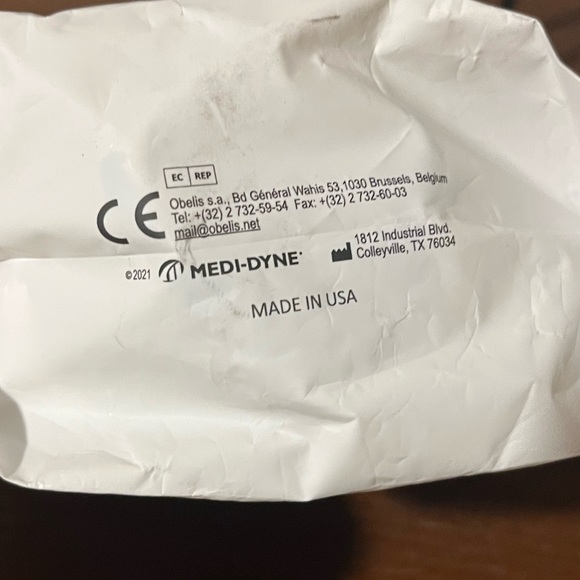 EC REP
CE
Obelis s.a., Bd Général Wahis 53,1030 Brussels, Belgium
Tel: +(32) 2 732-59-54 Fax: +(32) 2 732-60-03
mail@obelis.net
©2021 MEDI-DYNE
1812 Industrial Blvd.
Colleyville, TX 76034
MADE IN USA